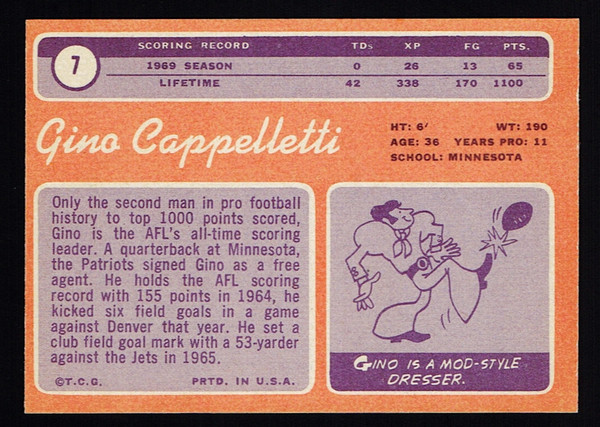 7
SCORING RECORD TDs XP FG PTS.
1969 SEASON 0 26 13 65
LIFETIME 42 338 170 1100
Gino Cappelletti
HT: 6' WT: 190
AGE: 36 YEARS PRO: 11
SCHOOL: MINNESOTA
Only the second man in pro football
history to top 1000 points scored,
Gino is the AFL's all-time scoring
leader. A quarterback at Minnesota,
the Patriots signed Gino as a free
agent. He holds the AFL scoring
record with 155 points in 1964, he
kicked six field goals in a game
against Denver that year. He set a
club field goal mark with a 53-yarder
against the Jets in 1965.
©T.C.G. PRTD. IN U.S.A.
GINO IS A MOD-STYLE
DRESSER.